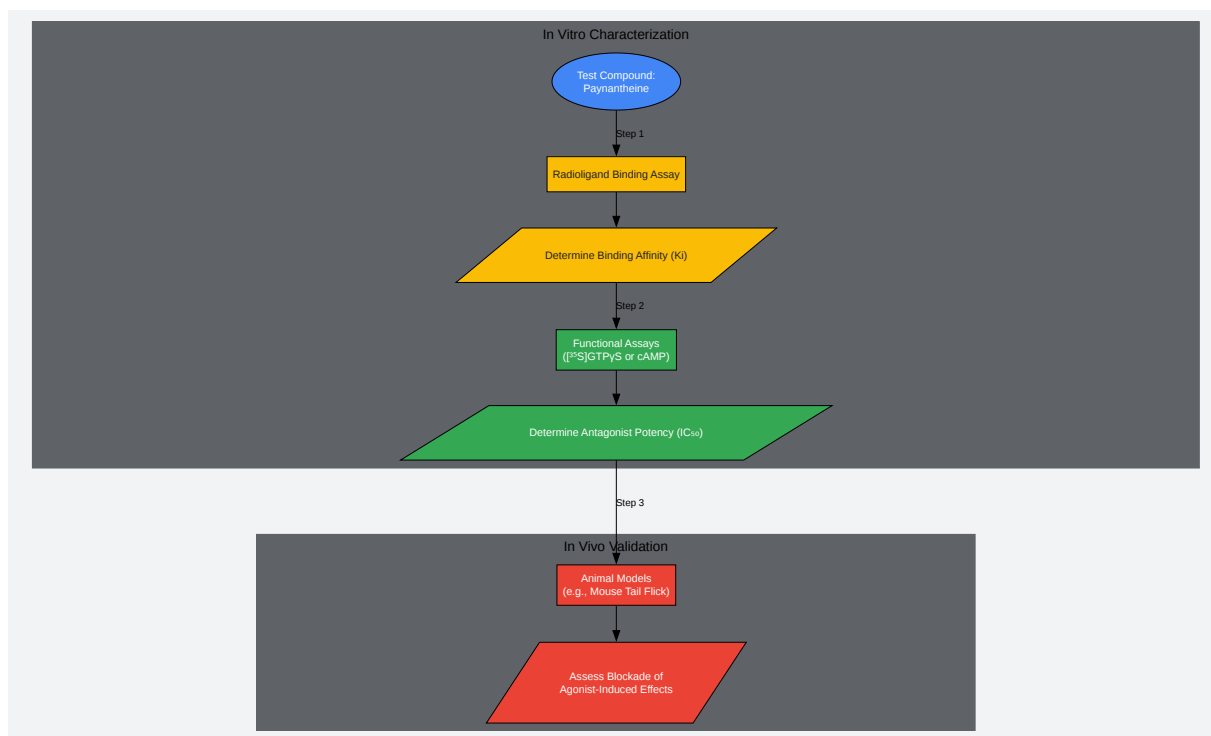 In Vitro Characterization
Test Compound:
Paynantheine
Step 1
Radioligand Binding Assay
Determine Binding Affinity (Ki)
Step 2
Functional Assays
([³⁵S]GTPγS or cAMP)
Determine Antagonist Potency (IC₅₀)
Step 3
In Vivo Validation
Animal Models
(e.g., Mouse Tail Flick)
Assess Blockade of
Agonist-Induced Effects